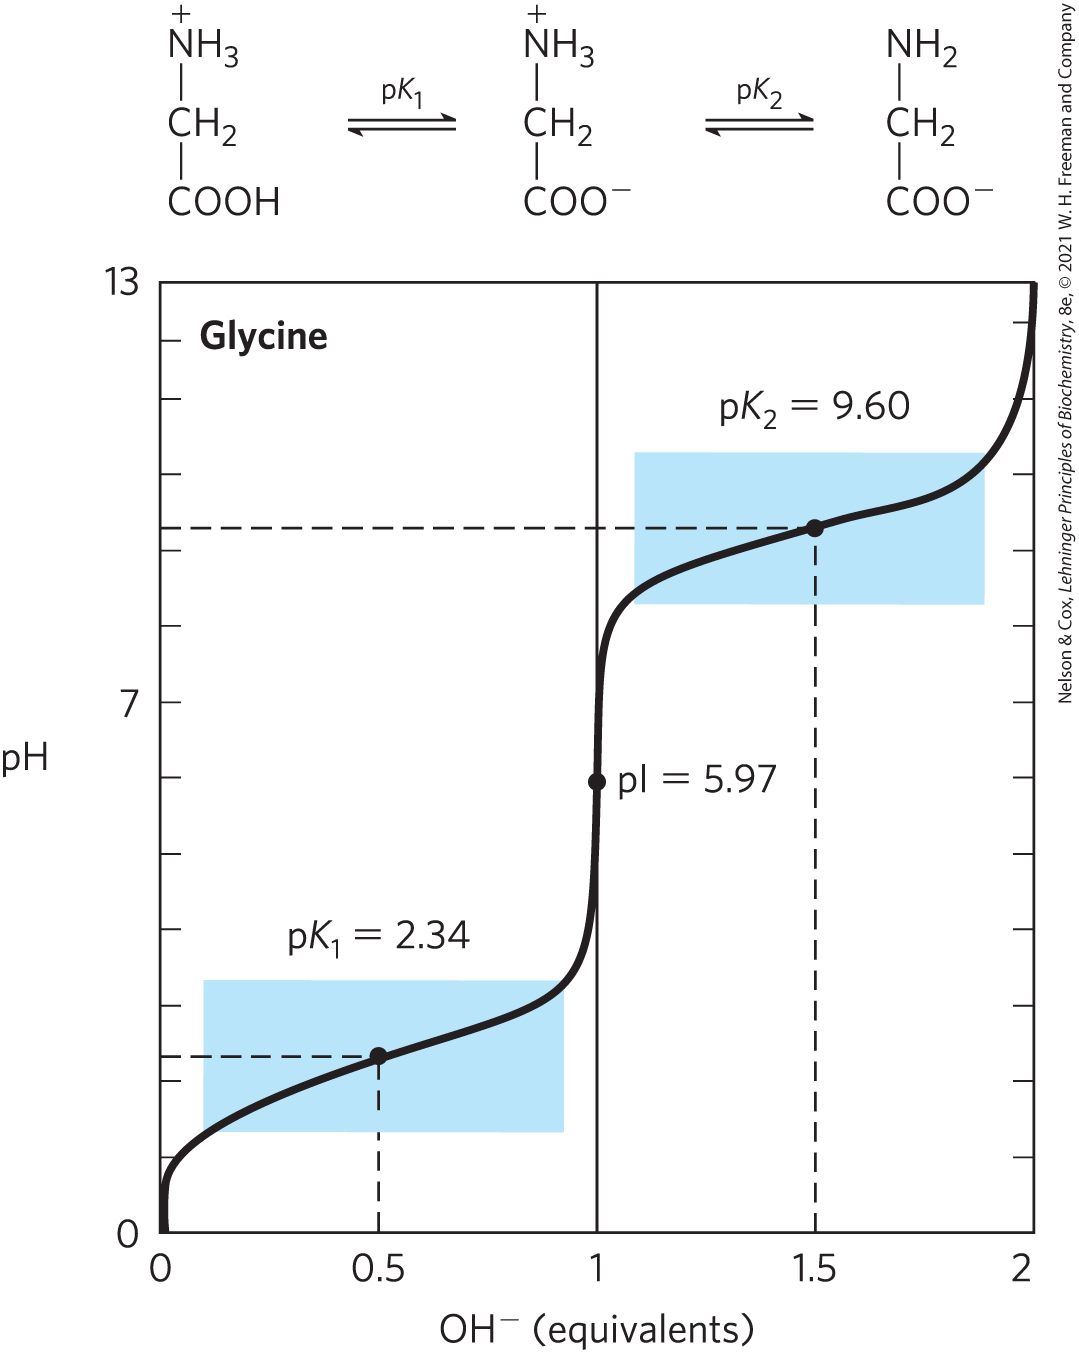 + +
NH3 NH3 NH2
pK1 pK2
CH2 CH2 CH2
COOH COO− COO−
13
Glycine
pK2 = 9.60
7
pH
pI = 5.97
pK1 = 2.34
0
0 0.5 1 1.5 2
OH− (equivalents)
Nelson & Cox, Lehninger Principles of Biochemistry, 8e, © 2021 W. H. Freeman and Company